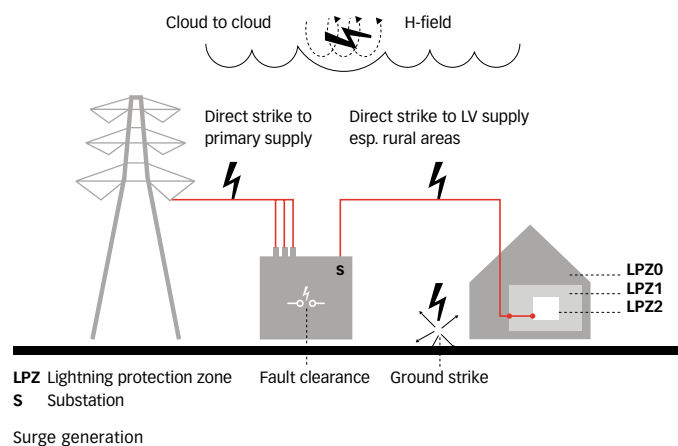 Cloud to cloud
H-field
Direct strike to
primary supply
Direct strike to LV supply
esp. rural areas
S
LPZ0
LPZ1
LPZ2
LPZ Lightning protection zone
Fault clearance
Ground strike
S Substation
Surge generation